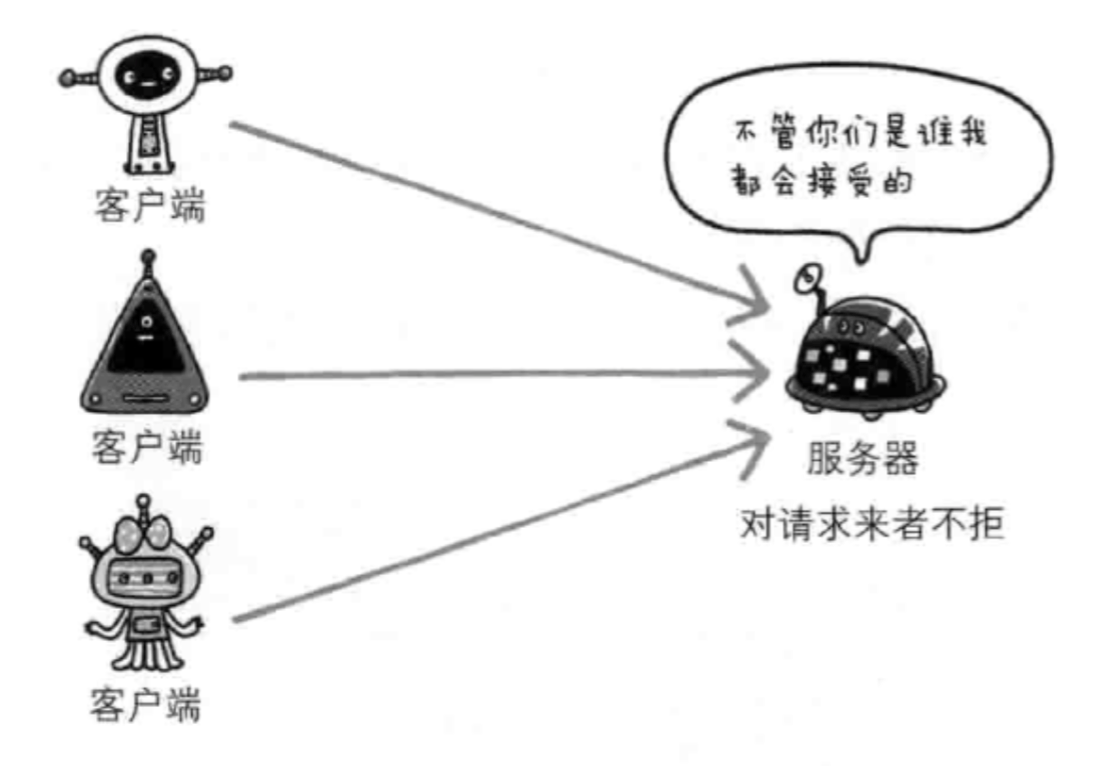 不管你们是谁我
都会接受的
客户端
客户端
服务器
对请求来者不拒
客户端